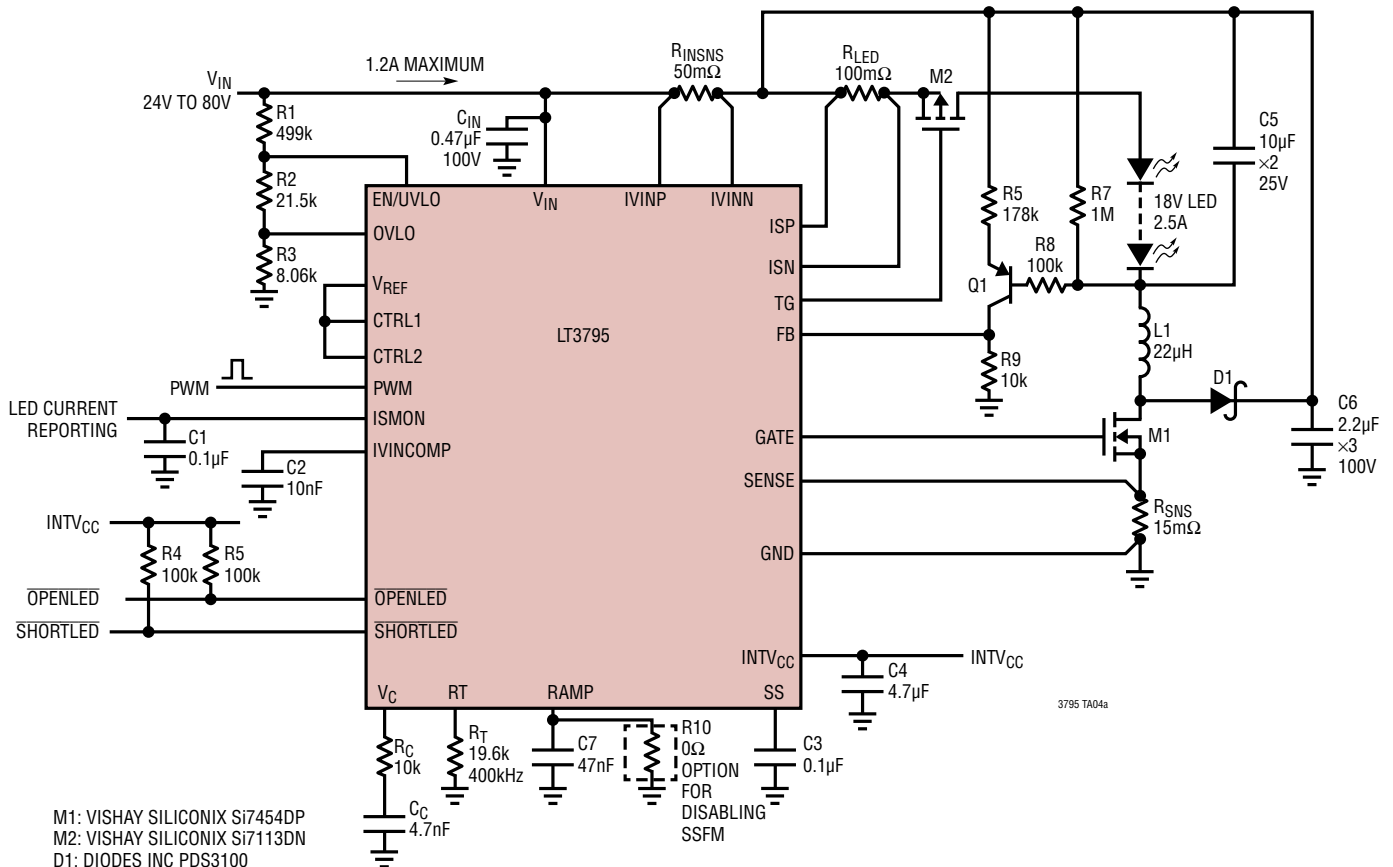 1.2A MAXIMUM
VIN
24V TO 80V
RINSNS
50mΩ
RLED
100mΩ
M2
R1
499k
CIN
0.47µF
100V
R2
21.5k
R3
8.06k
EN/UVLO
VIN
IVINP
IVINN
OVLO
VREF
CTRL1
CTRL2
PWM
PWM
LED CURRENT
REPORTING
ISMON
C1
0.1µF
IVINCOMP
C2
10nF
LT3795
ISP
ISN
TG
FB
GATE
SENSE
GND
R5
178k
R7
1M
R8
100k
Q1
R9
10k
18V LED
2.5A
C5
10µF
×2
25V
L1
22µH
D1
M1
C6
2.2µF
×3
100V
RSNS
15mΩ
INTVCC
R4
100k
R5
100k
OPENLED
OPENLED
SHORTLED
SHORTLED
INTVCC
INTVCC
C4
4.7µF
VC
RT
RAMP
SS
RC
10k
CC
4.7nF
RT
19.6k
400kHz
C7
47nF
R10
0Ω
OPTION
FOR
DISABLING
SSFM
C3
0.1µF
3795 TA04a
M1: VISHAY SILICONIX Si7454DP
M2: VISHAY SILICONIX Si7113DN
D1: DIODES INC PDS3100